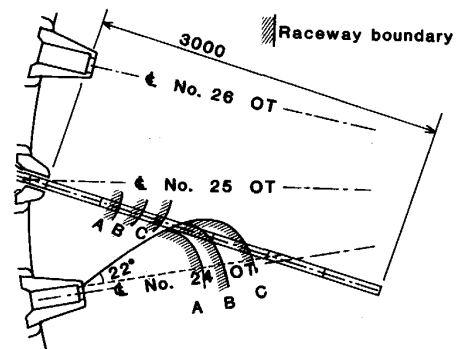 Raceway boundary
3000
℄ No. 26 OT
℄ No. 25 OT
A B C
22°
℄ No. 24 OT
A B C